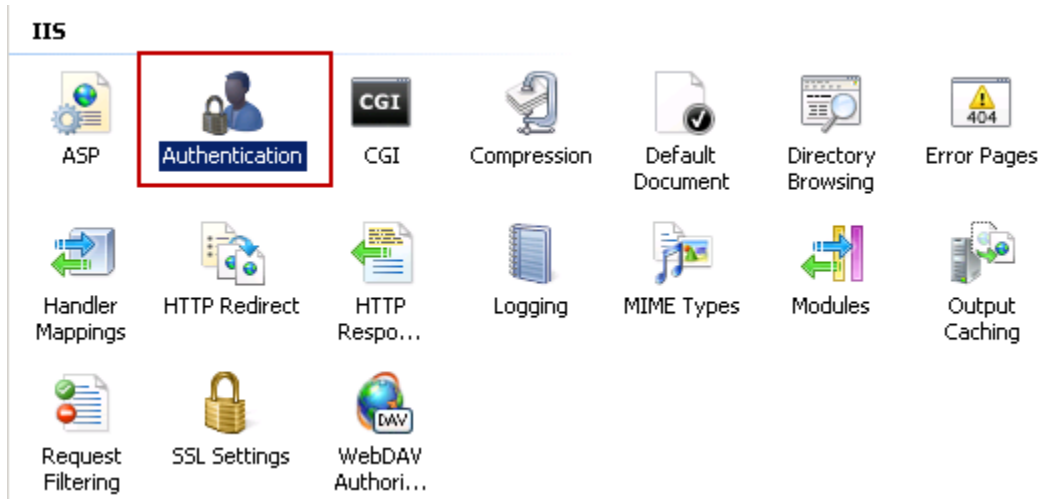 IIS
CGI
404
ASP
Authentication
CGI
Compression
Default
Document
Directory
Browsing
Error Pages
Handler
Mappings
HTTP Redirect
HTTP
Respo...
Logging
MIME Types
Modules
Output
Caching
DAV
Request
Filtering
SSL Settings
WebDAV
Authori...